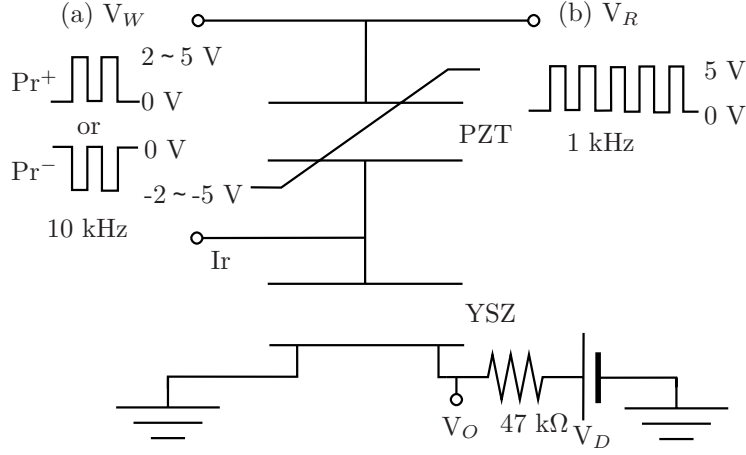 (a) V_W
(b) V_R
2 ~ 5 V
Pr⁺
0 V
or
0 V
Pr⁻
-2 ~ -5 V
10 kHz
5 V
0 V
1 kHz
PZT
Ir
YSZ
V_O
47 kΩ
V_D